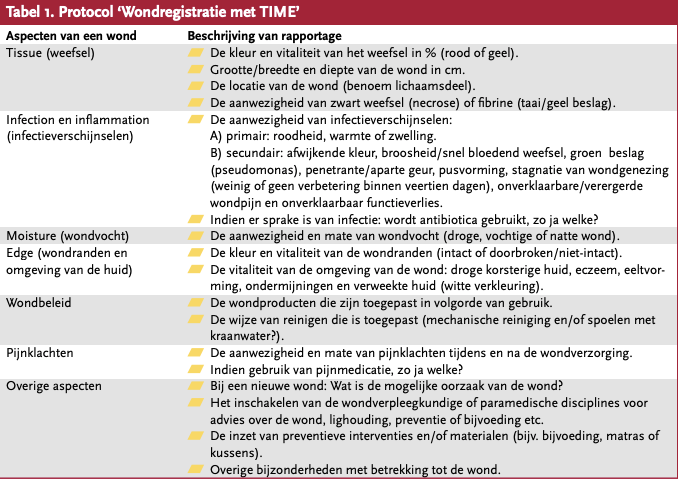 Tabel 1. Protocol ‘Wondregistratie met TIME’
Aspecten van een wond
Beschrijving van rapportage
Tissue (weefsel)
De kleur en vitaliteit van het weefsel in % (rood of geel).
Grootte/breedte en diepte van de wond in cm.
De locatie van de wond (benoem lichaamsdeel).
De aanwezigheid van zwart weefsel (necrose) of fibrine (taai/geel beslag).
Infection en inflammation
(infectieverschijnselen)
De aanwezigheid van infectieverschijnselen:
A) primair: roodheid, warmte of zwelling.
B) secundair: afwijkende kleur, broosheid/snel bloedend weefsel, groen beslag
(pseudomonas), penetrante/aparte geur, pusvorming, stagnatie van wondgenezing
(weinig of geen verbetering binnen veertien dagen), onverklaarbare/verergerde
wondpijn en onverklaarbaar functieverlies.
Indien er sprake is van infectie: wordt antibiotica gebruikt, zo ja welke?
Moisture (wondvocht)
De aanwezigheid en mate van wondvocht (droge, vochtige of natte wond).
Edge (wondranden en
omgeving van de huid)
De kleur en vitaliteit van de wondranden (intact of doorbroken/niet-intact).
De vitaliteit van de omgeving van de wond: droge korsterige huid, eczeem, eeltvor-
ming, ondermijningen en verweekte huid (witte verkleuring).
Wondbeleid
De wondproducten die zijn toegepast in volgorde van gebruik.
De wijze van reinigen die is toegepast (mechanische reiniging en/of spoelen met
kraanwater?).
Pijnklachten
De aanwezigheid en mate van pijnklachten tijdens en na de wondverzorging.
Indien gebruik van pijnmedicatie, zo ja welke?
Overige aspecten
Bij een nieuwe wond: Wat is de mogelijke oorzaak van de wond?
Het inschakelen van de wondverpleegkundige of paramedische disciplines voor
advies over de wond, lighouding, preventie of bijvoeding etc.
De inzet van preventieve interventies en/of materialen (bijv. bijvoeding, matras of
kussens).
Overige bijzonderheden met betrekking tot de wond.